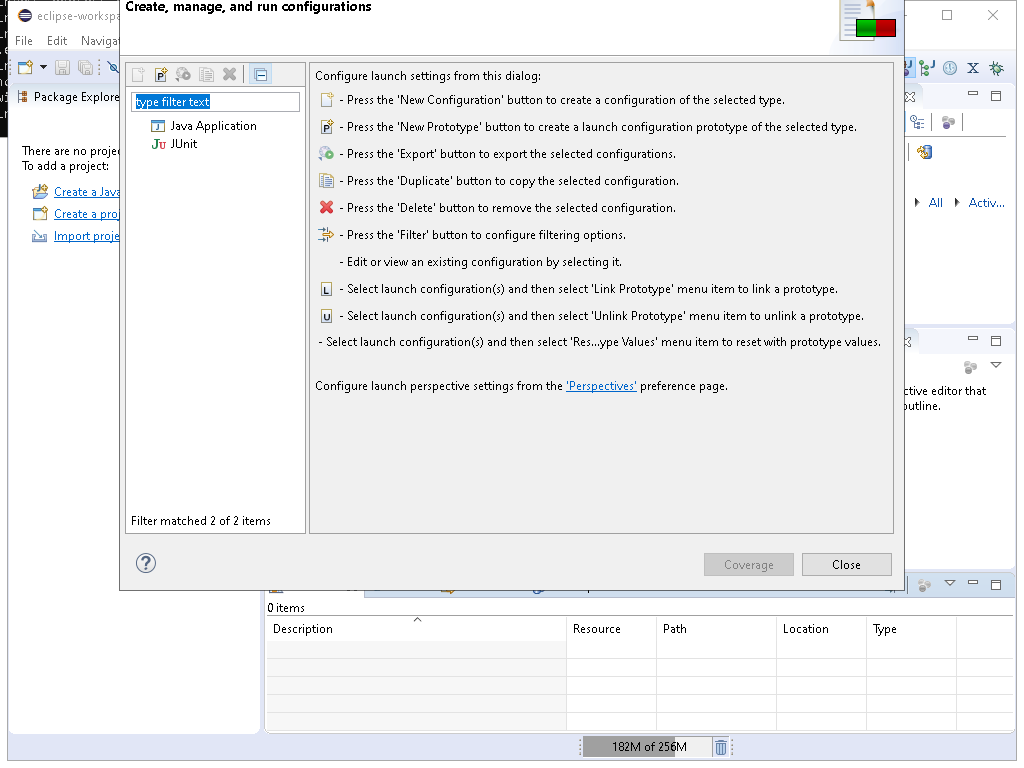 Create, manage, and run configurations
eclipse-workspa
File Edit Navigat
Package Explore
There are no projec
To add a project:
Create a Java
Create a proj
Import proje
type filter text
Java Application
JUnit
Filter matched 2 of 2 items
Configure launch settings from this dialog:
- Press the 'New Configuration' button to create a configuration of the selected type.
- Press the 'New Prototype' button to create a launch configuration prototype of the selected type.
- Press the 'Export' button to export the selected configurations.
- Press the 'Duplicate' button to copy the selected configuration.
- Press the 'Delete' button to remove the selected configuration.
- Press the 'Filter' button to configure filtering options.
- Edit or view an existing configuration by selecting it.
- Select launch configuration(s) and then select 'Link Prototype' menu item to link a prototype.
- Select launch configuration(s) and then select 'Unlink Prototype' menu item to unlink a prototype.
- Select launch configuration(s) and then select 'Res...ype Values' menu item to reset with prototype values.
Configure launch perspective settings from the 'Perspectives' preference page.
Coverage Close
All Activ...
ctive editor that
outline.
0 items
Description Resource Path Location Type
182M of 256M